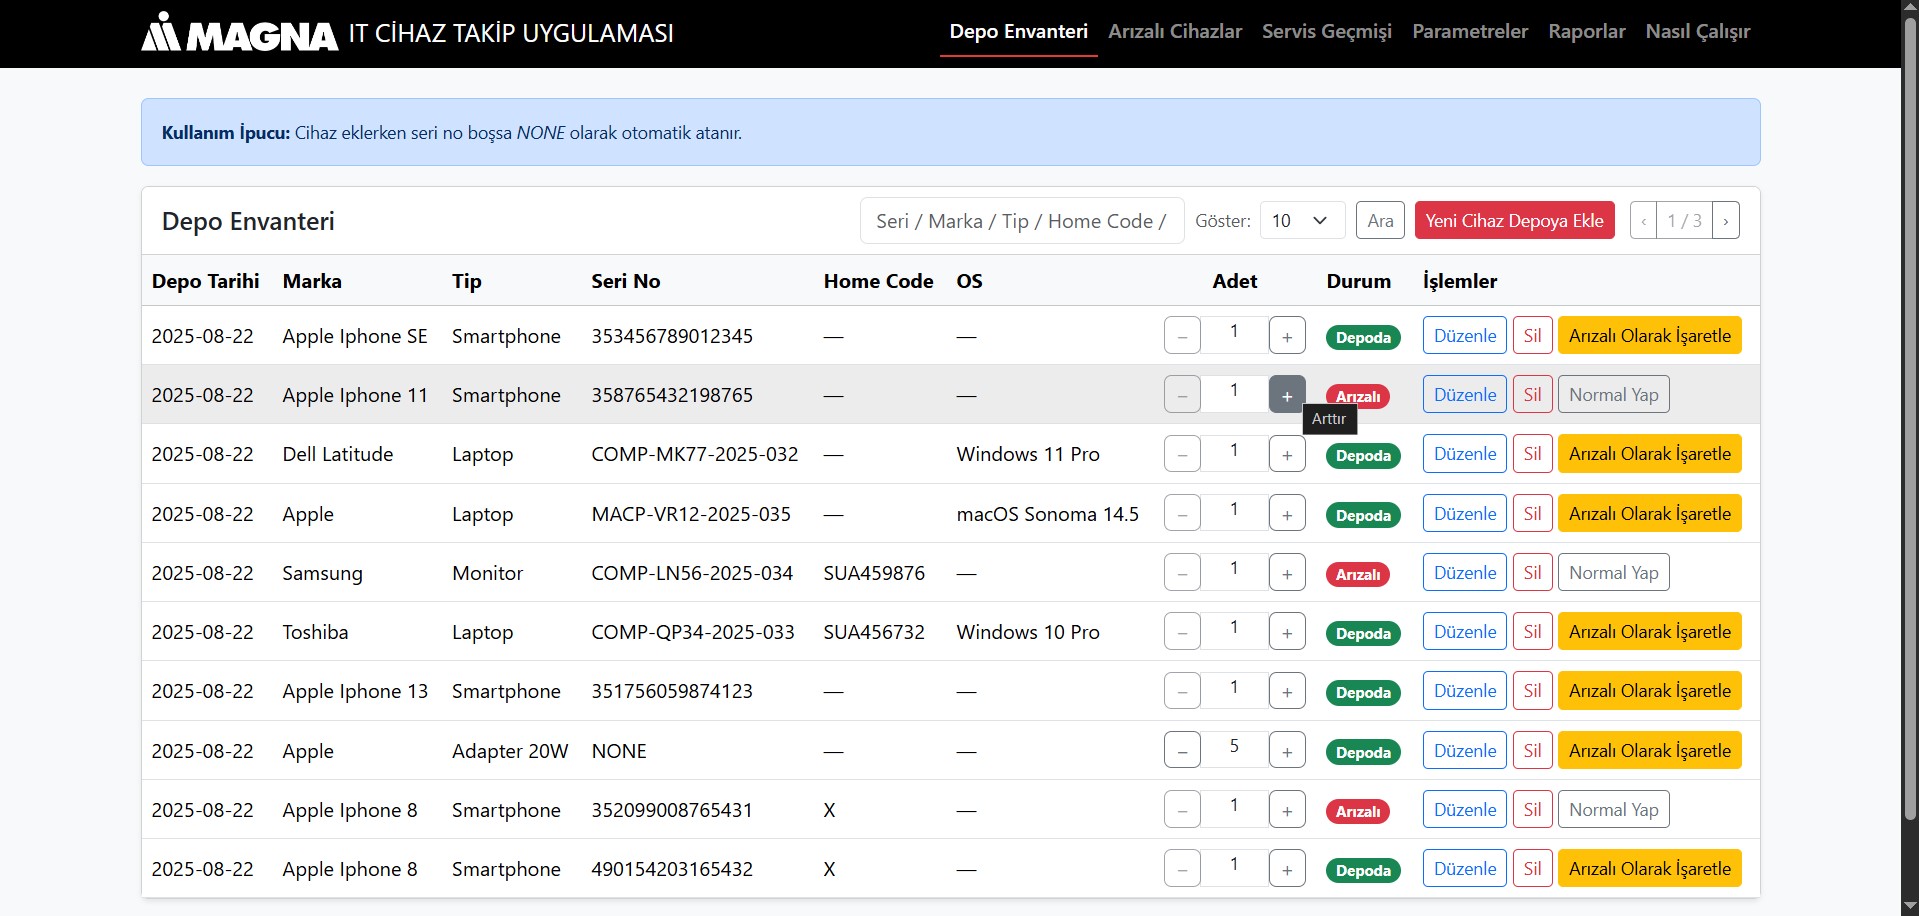 MAGNA IT CİHAZ TAKİP UYGULAMASI Depo Envanteri Arızalı Cihazlar Servis Geçmişi Parametreler Raporlar Nasıl Çalışır
Kullanım İpucu: Cihaz eklerken seri no boşsa NONE olarak otomatik atanır.
Depo Envanteri Seri / Marka / Tip / Home Code / Göster: 10 Ara Yeni Cihaz Depoya Ekle ‹ 1 / 3 ›
Depo Tarihi Marka Tip Seri No Home Code OS Adet Durum İşlemler
2025-08-22 Apple Iphone SE Smartphone 353456789012345 — — − 1 + Depoda Düzenle Sil Arızalı Olarak İşaretle
2025-08-22 Apple Iphone 11 Smartphone 358765432198765 — — − 1 + Arızalı Düzenle Sil Normal Yap
Arttır
2025-08-22 Dell Latitude Laptop COMP-MK77-2025-032 — Windows 11 Pro − 1 + Depoda Düzenle Sil Arızalı Olarak İşaretle
2025-08-22 Apple Laptop MACP-VR12-2025-035 — macOS Sonoma 14.5 − 1 + Depoda Düzenle Sil Arızalı Olarak İşaretle
2025-08-22 Samsung Monitor COMP-LN56-2025-034 SUA459876 — − 1 + Arızalı Düzenle Sil Normal Yap
2025-08-22 Toshiba Laptop COMP-QP34-2025-033 SUA456732 Windows 10 Pro − 1 + Depoda Düzenle Sil Arızalı Olarak İşaretle
2025-08-22 Apple Iphone 13 Smartphone 351756059874123 — — − 1 + Depoda Düzenle Sil Arızalı Olarak İşaretle
2025-08-22 Apple Adapter 20W NONE — — − 5 + Depoda Düzenle Sil Arızalı Olarak İşaretle
2025-08-22 Apple Iphone 8 Smartphone 352099008765431 X — − 1 + Arızalı Düzenle Sil Normal Yap
2025-08-22 Apple Iphone 8 Smartphone 490154203165432 X — − 1 + Depoda Düzenle Sil Arızalı Olarak İşaretle